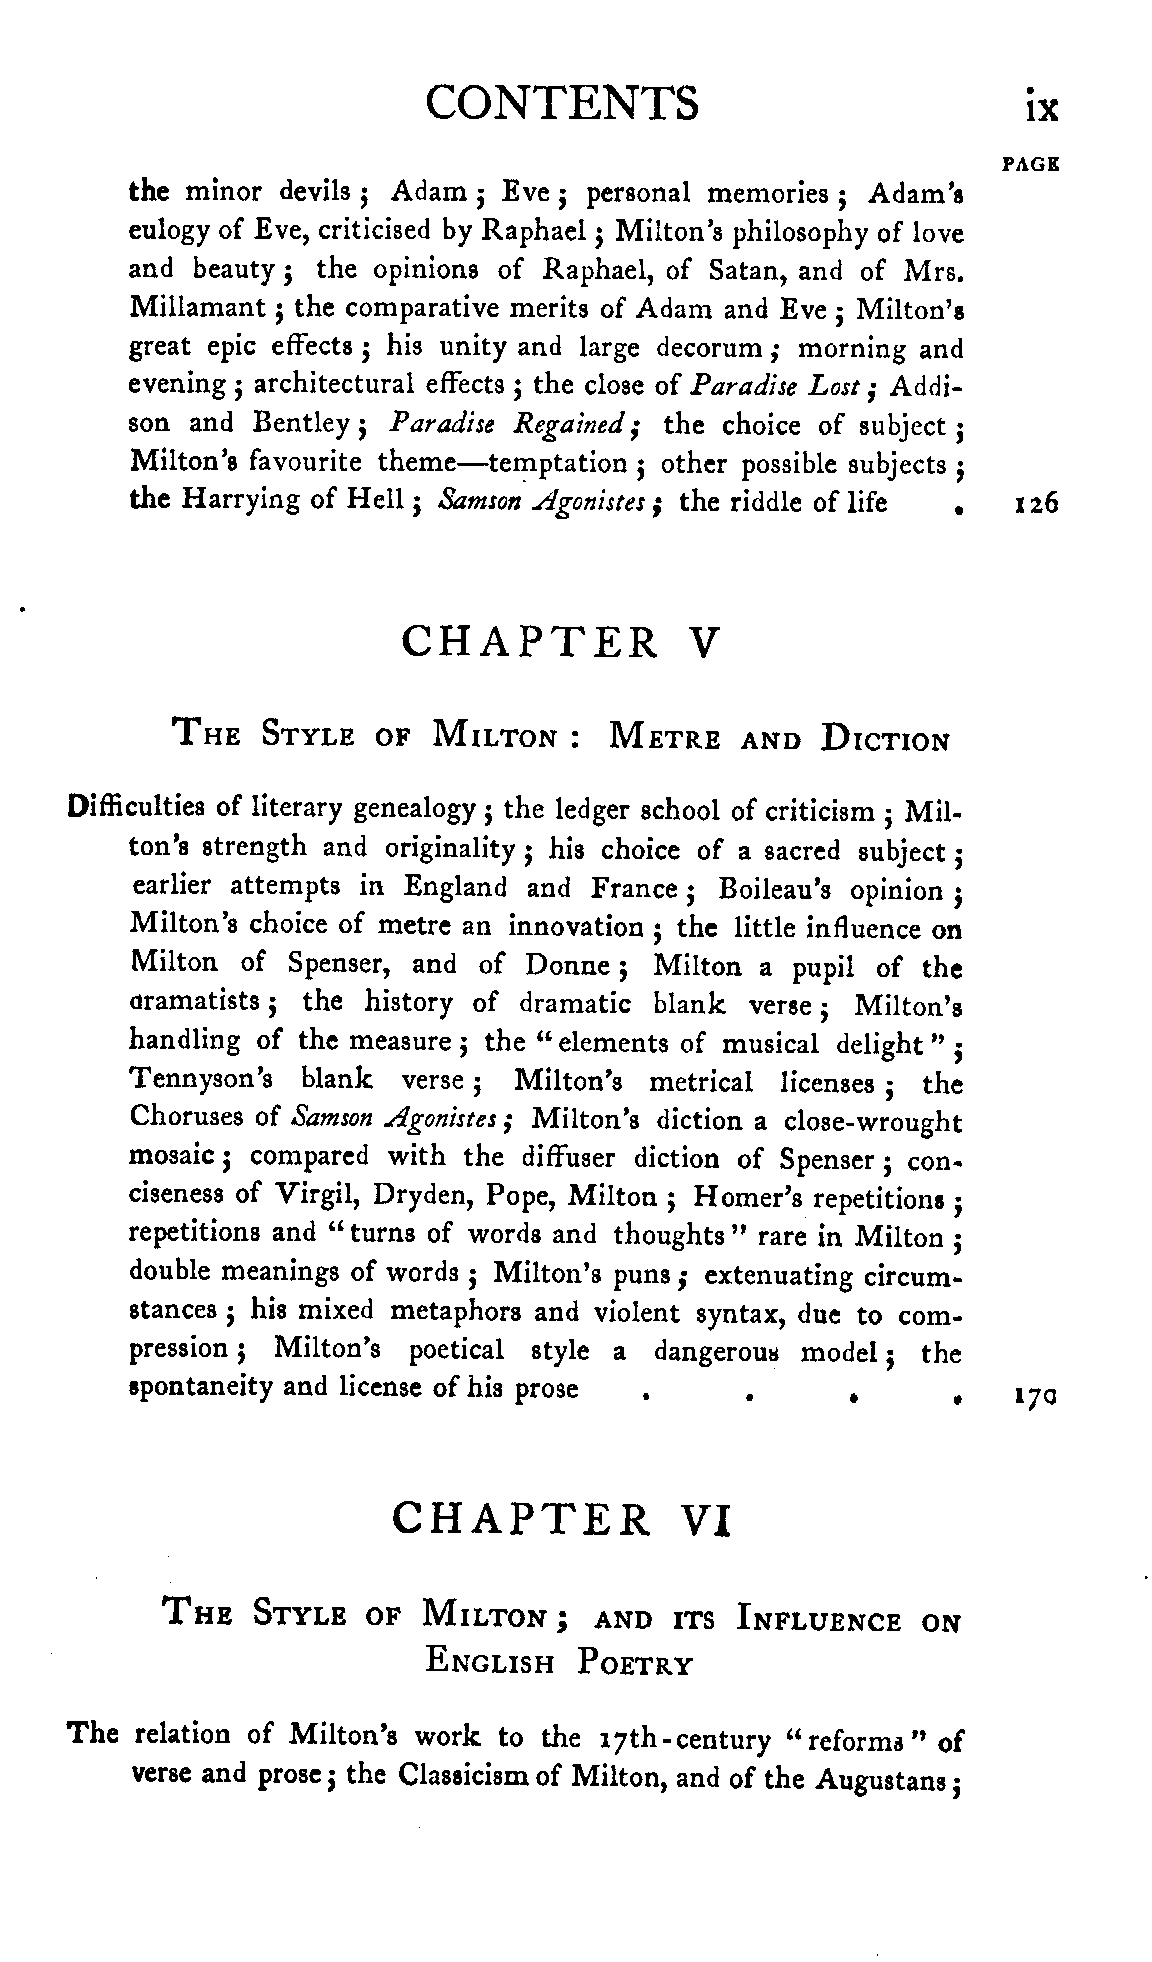 CONTENTS ix
PAGE
the minor devils ; Adam ; Eve ; personal memories ; Adam's
eulogy of Eve, criticised by Raphael ; Milton's philosophy of love
and beauty ; the opinions of Raphael, of Satan, and of Mrs.
Millamant ; the comparative merits of Adam and Eve ; Milton's
great epic effects ; his unity and large decorum ; morning and
evening ; architectural effects ; the close of Paradise Lost ; Addi-
son and Bentley ; Paradise Regained ; the choice of subject ;
Milton's favourite theme—temptation ; other possible subjects ;
the Harrying of Hell ; Samson Agonistes ; the riddle of life . 126
CHAPTER V
THE STYLE OF MILTON : METRE AND DICTION
Difficulties of literary genealogy ; the ledger school of criticism ; Mil-
ton's strength and originality ; his choice of a sacred subject ;
earlier attempts in England and France ; Boileau's opinion ;
Milton's choice of metre an innovation ; the little influence on
Milton of Spenser, and of Donne ; Milton a pupil of the
dramatists ; the history of dramatic blank verse ; Milton's
handling of the measure ; the "elements of musical delight" ;
Tennyson's blank verse ; Milton's metrical licenses ; the
Choruses of Samson Agonistes ; Milton's diction a close-wrought
mosaic ; compared with the diffuser diction of Spenser ; con-
ciseness of Virgil, Dryden, Pope, Milton ; Homer's repetitions ;
repetitions and "turns of words and thoughts" rare in Milton ;
double meanings of words ; Milton's puns ; extenuating circum-
stances ; his mixed metaphors and violent syntax, due to com-
pression ; Milton's poetical style a dangerous model ; the
spontaneity and license of his prose . . . . 170
CHAPTER VI
THE STYLE OF MILTON ; AND ITS INFLUENCE ON
ENGLISH POETRY
The relation of Milton's work to the 17th-century "reforms" of
verse and prose ; the Classicism of Milton, and of the Augustans ;